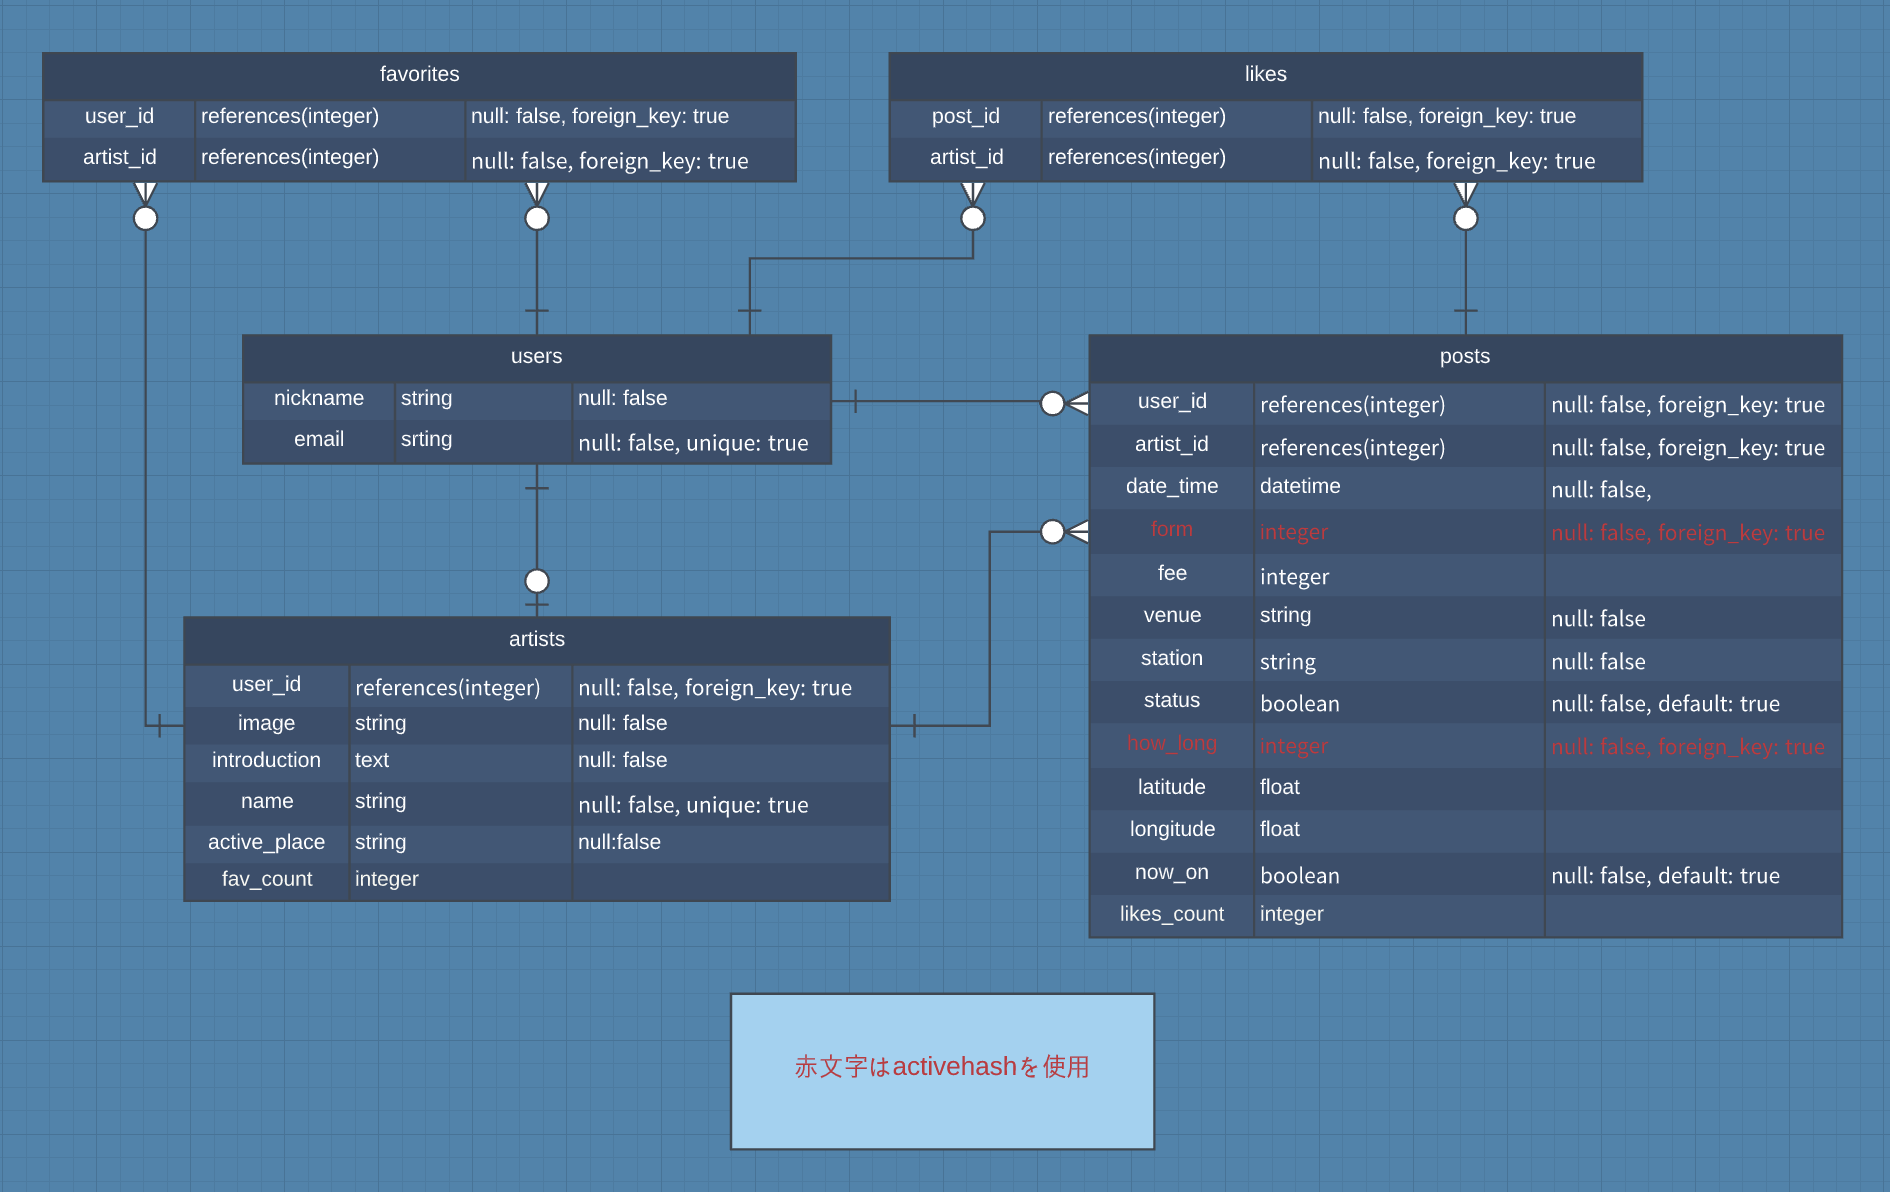 favorites
user_id references(integer) null: false, foreign_key: true
artist_id references(integer) null: false, foreign_key: true
likes
post_id references(integer) null: false, foreign_key: true
artist_id references(integer) null: false, foreign_key: true
users
nickname string null: false
email srting null: false, unique: true
posts
user_id references(integer) null: false, foreign_key: true
artist_id references(integer) null: false, foreign_key: true
date_time datetime null: false,
form integer null: false, foreign_key: true
fee integer
venue string null: false
station string null: false
status boolean null: false, default: true
how_long integer null: false, foreign_key: true
latitude float
longitude float
now_on boolean null: false, default: true
likes_count integer
artists
user_id references(integer) null: false, foreign_key: true
image string null: false
introduction text null: false
name string null: false, unique: true
active_place string null:false
fav_count integer
赤文字はactivehashを使用